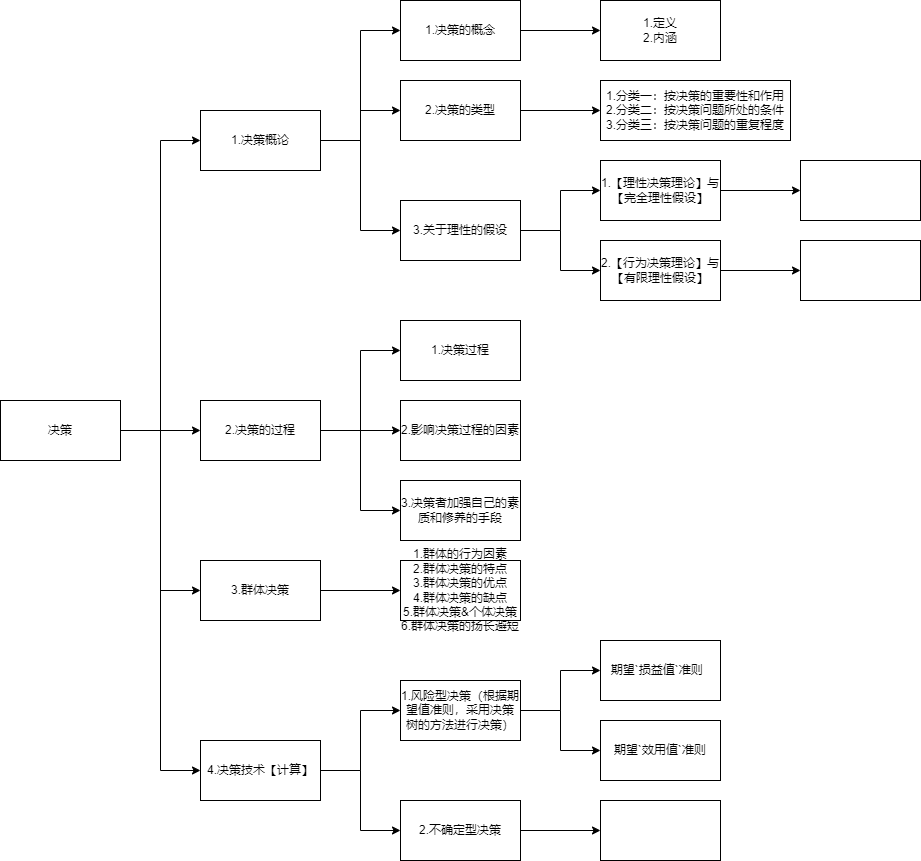 1.决策的概念
1.定义
2.内涵
2.决策的类型
1.分类一：按决策的重要性和作用
2.分类二：按决策问题所处的条件
3.分类三：按决策问题的重复程度
1.决策概论
3.关于理性的假设
1.【理性决策理论】与
【完全理性假设】
2.【行为决策理论】与
【有限理性假设】
1.决策过程
决策
2.决策的过程
2.影响决策过程的因素
3.决策者加强自己的素
质和修养的手段
3.群体决策
1.群体的行为因素
2.群体决策的特点
3.群体决策的优点
4.群体决策的缺点
5.群体决策&个体决策
6.群体决策的扬长避短
1.风险型决策（根据期
望值准则，采用决策
树的方法进行决策）
期望`损益值`准则
期望`效用值`准则
4.决策技术【计算】
2.不确定型决策